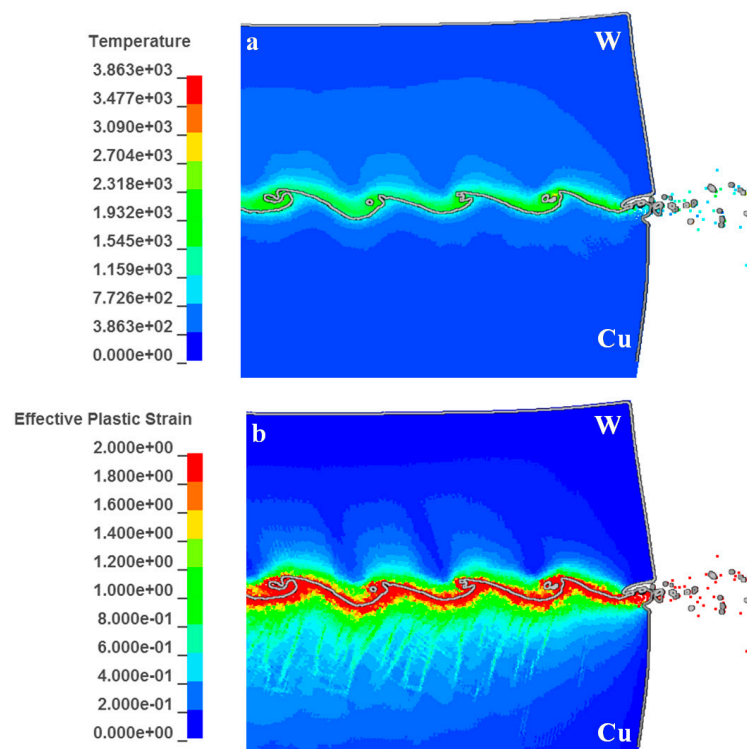 Temperature
a
W
3.863e+03
3.477e+03
3.090e+03
2.704e+03
2.318e+03
1.932e+03
1.545e+03
1.159e+03
7.726e+02
3.863e+02
0.000e+00
Cu
Effective Plastic Strain
b
W
2.000e+00
1.800e+00
1.600e+00
1.400e+00
1.200e+00
1.000e+00
8.000e-01
6.000e-01
4.000e-01
2.000e-01
0.000e+00
Cu